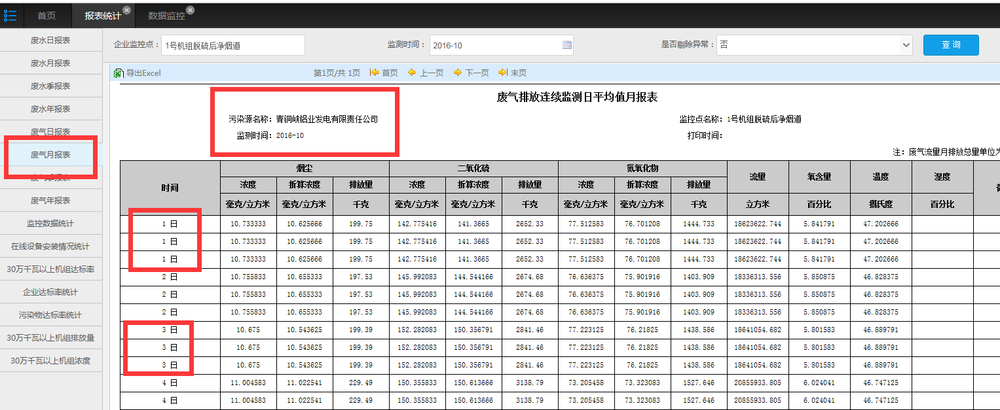 首页 报表统计 数据监控
废水日报表
废水月报表
废水季报表
废水年报表
废气日报表
废气月报表
废气年报表
监控数据统计
在线设备安装情况统计
30万千瓦以上机组达标率
企业达标率统计
污染物达标率统计
30万千瓦以上机组排放量
30万千瓦以上机组浓度
企业监控点： 1号机组脱硫后净烟道 监测时间： 2016-10 是否剔除异常： 否 查 询
导出Excel 第1页/共 1页 首页 上一页 下一页 末页
废气排放连续监测日平均值月报表
污染源名称：青铜峡铝业发电有限责任公司 监控点名称：1号机组脱硫后净烟道
监测时间：2016-10 打印时间：
注：废气流量月排放总量单位为
时间 烟尘 二氧化硫 氮氧化物 流量 氧含量 温度 湿度
浓度 折算浓度 排放量 浓度 折算浓度 排放量 浓度 折算浓度 排放量
毫克/立方米 毫克/立方米 千克 毫克/立方米 毫克/立方米 千克 毫克/立方米 毫克/立方米 千克 立方米 百分比 摄氏度 百分比
1 日 10.733333 10.625666 199.75 142.775416 141.3665 2652.33 77.512583 76.701208 1444.733 18623622.744 5.841791 47.202666
1 日 10.733333 10.625666 199.75 142.775416 141.3665 2652.33 77.512583 76.701208 1444.733 18623622.744 5.841791 47.202666
1 日 10.733333 10.625666 199.75 142.775416 141.3665 2652.33 77.512583 76.701208 1444.733 18623622.744 5.841791 47.202666
2 日 10.755833 10.655333 197.53 145.992083 144.544166 2674.68 76.636375 75.901916 1403.909 18336313.556 5.850875 46.828375
2 日 10.755833 10.655333 197.53 145.992083 144.544166 2674.68 76.636375 75.901916 1403.909 18336313.556 5.850875 46.828375
2 日 10.755833 10.655333 197.53 145.992083 144.544166 2674.68 76.636375 75.901916 1403.909 18336313.556 5.850875 46.828375
3 日 10.675 10.543625 199.39 152.282083 150.356791 2841.46 77.223125 76.21825 1438.586 18641054.682 5.801583 46.889791
3 日 10.675 10.543625 199.39 152.282083 150.356791 2841.46 77.223125 76.21825 1438.586 18641054.682 5.801583 46.889791
3 日 10.675 10.543625 199.39 152.282083 150.356791 2841.46 77.223125 76.21825 1438.586 18641054.682 5.801583 46.889791
4 日 11.004583 11.022541 229.49 150.355833 150.613666 3138.79 73.205458 73.323083 1527.646 20855933.805 6.024041 46.747125
4 日 11.004583 11.022541 229.49 150.355833 150.613666 3138.79 73.205458 73.323083 1527.646 20855933.805 6.024041 46.747125